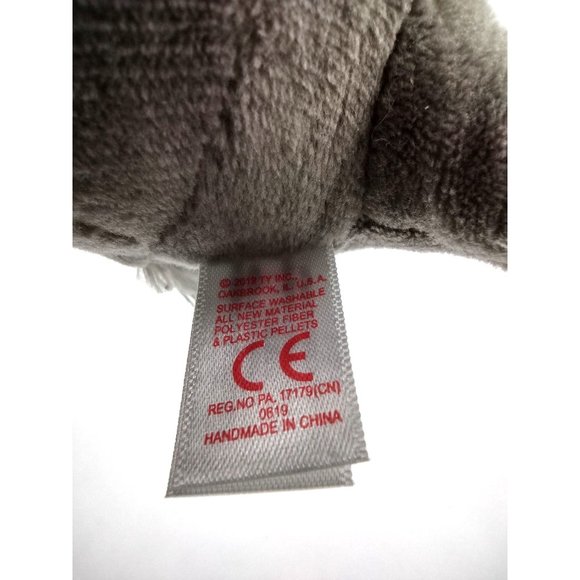 © 2019 TY INC.,
OAKBROOK, IL. U.S.A.
SURFACE WASHABLE
ALL NEW MATERIAL
POLYESTER FIBER
& PLASTIC PELLETS
CE
REG.NO PA. 17179(CN)
0619
HANDMADE IN CHINA